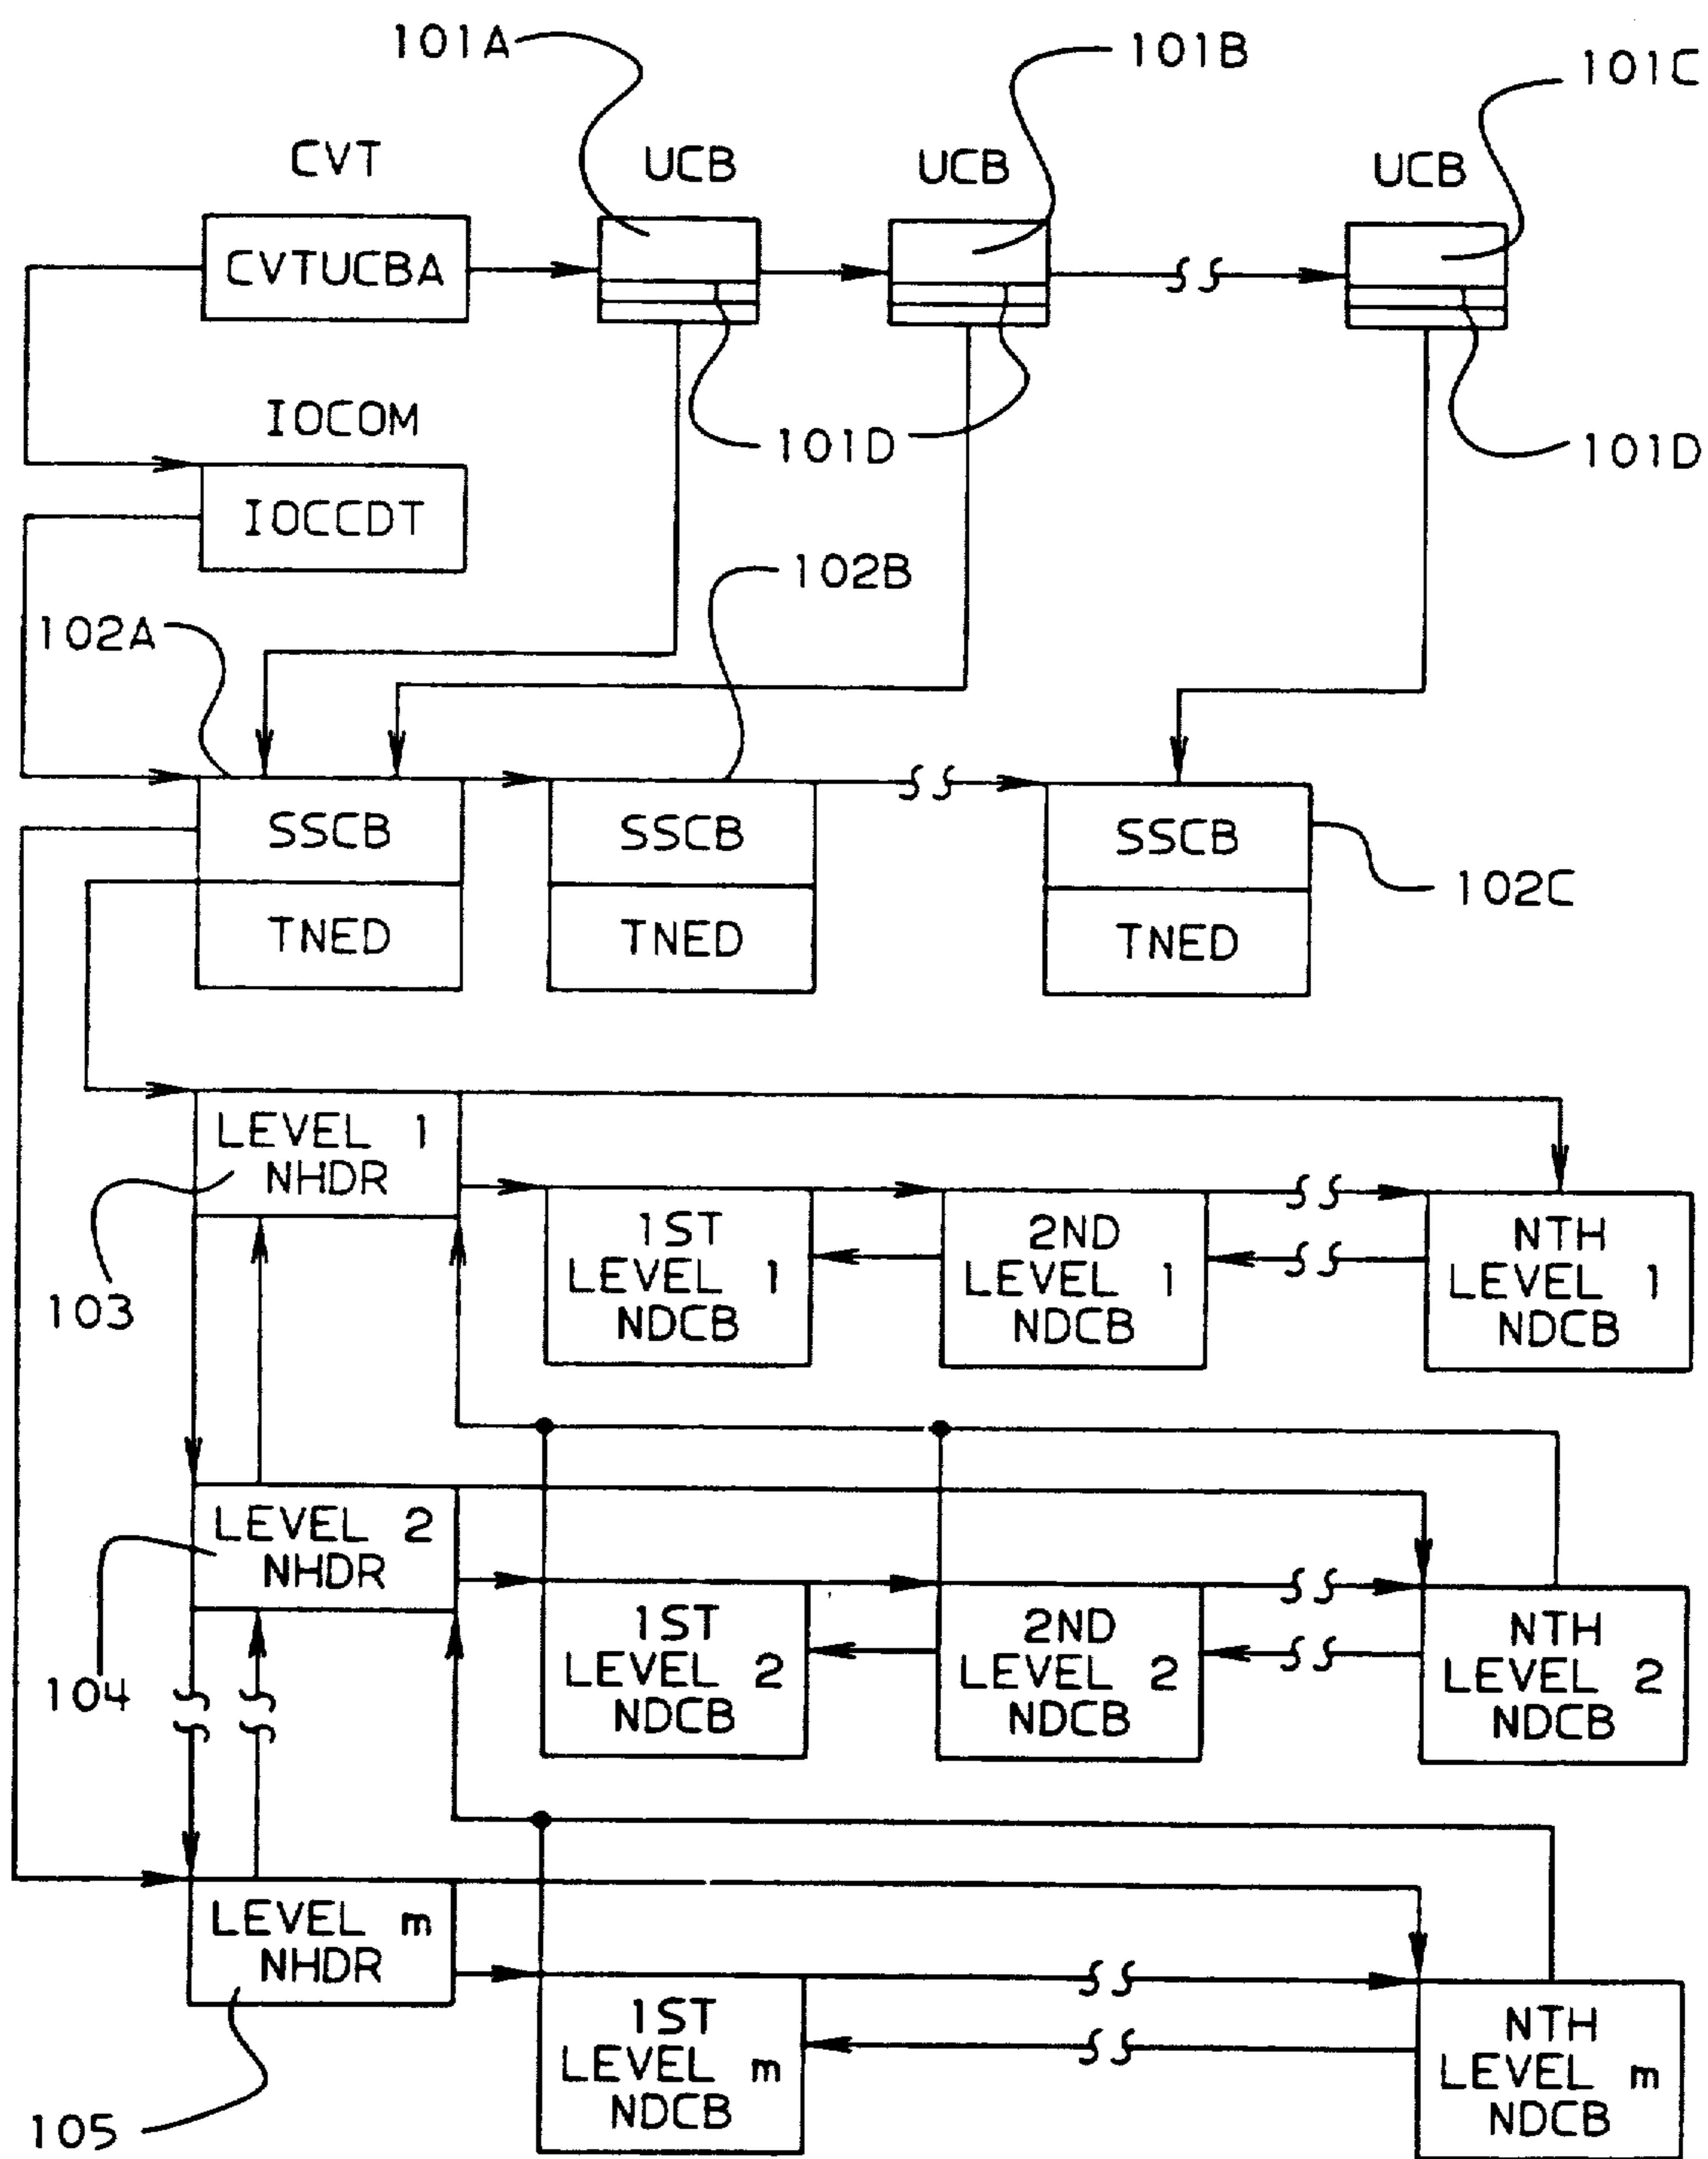 101A
101B
101C
CVT
UCB
UCB
UCB
CVTUCBA
IOCOM
101D
101D
IOCCDT
102B
102A
SSCB
SSCB
SSCB
102C
TNED
TNED
TNED
LEVEL 1
NHDR
103
1ST
LEVEL 1
NDCB
2ND
LEVEL 1
NDCB
NTH
LEVEL 1
NDCB
LEVEL 2
NHDR
104
1ST
LEVEL 2
NDCB
2ND
LEVEL 2
NDCB
NTH
LEVEL 2
NDCB
LEVEL m
NHDR
105
1ST
LEVEL m
NDCB
NTH
LEVEL m
NDCB